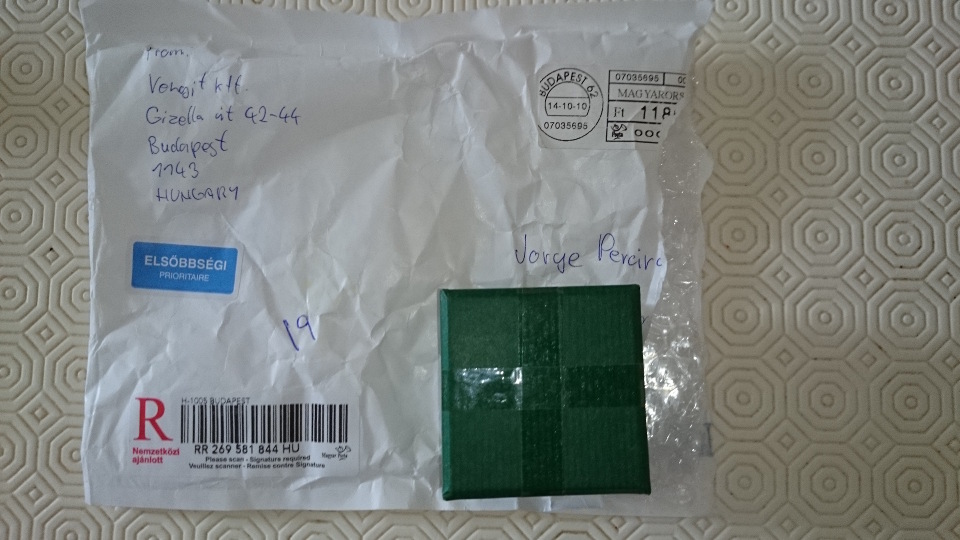 From:
Vengit kft.
Gizella út 42-44
Budapest
1143
HUNGARY
BUDAPEST 62
14-10-10
07035695
07035695
MAGYARORS
Ft 118
000
ELSŐBBSÉGI
PRIORITAIRE
Jorge Pereira
19
R
Nemzetközi
ajánlott
H-1005 BUDAPEST
RR 269 581 844 HU
Please scan - Signature required
Veuillez scanner - Remise contre Signature
Magyar Posta